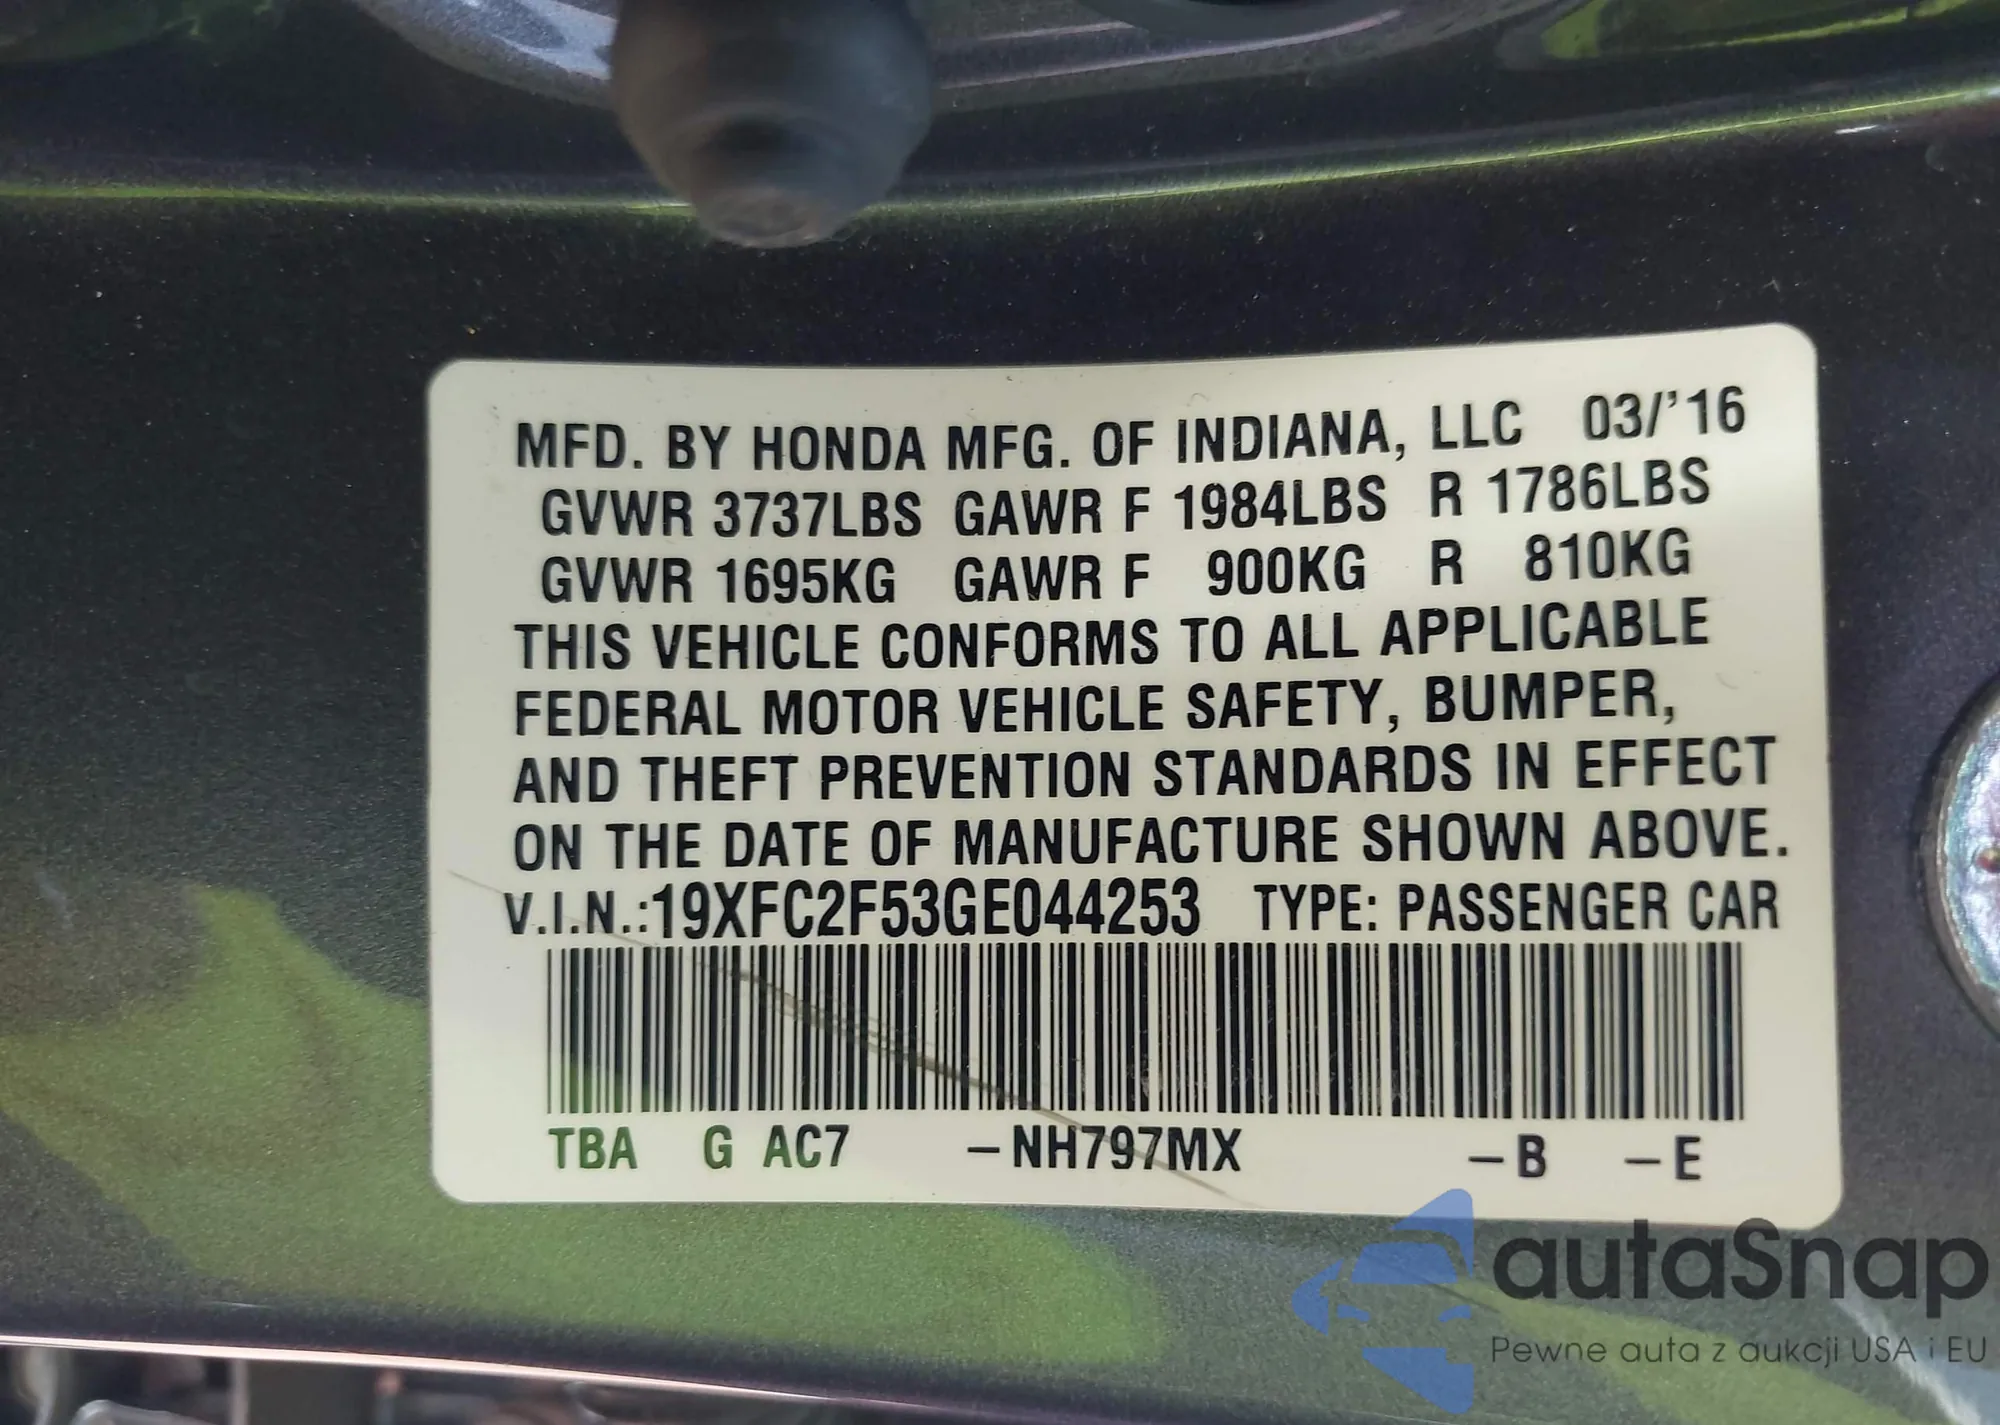 MFD. BY HONDA MFG. OF INDIANA, LLC 03/'16
GVWR 3737LBS GAWR F 1984LBS R 1786LBS
GVWR 1695KG GAWR F 900KG R 810KG
THIS VEHICLE CONFORMS TO ALL APPLICABLE
FEDERAL MOTOR VEHICLE SAFETY, BUMPER,
AND THEFT PREVENTION STANDARDS IN EFFECT
ON THE DATE OF MANUFACTURE SHOWN ABOVE.
V.I.N.:19XFC2F53GE044253 TYPE: PASSENGER CAR
TBA G AC7 –NH797MX –B –E
autaSnap
Pewne auta z aukcji USA i EU